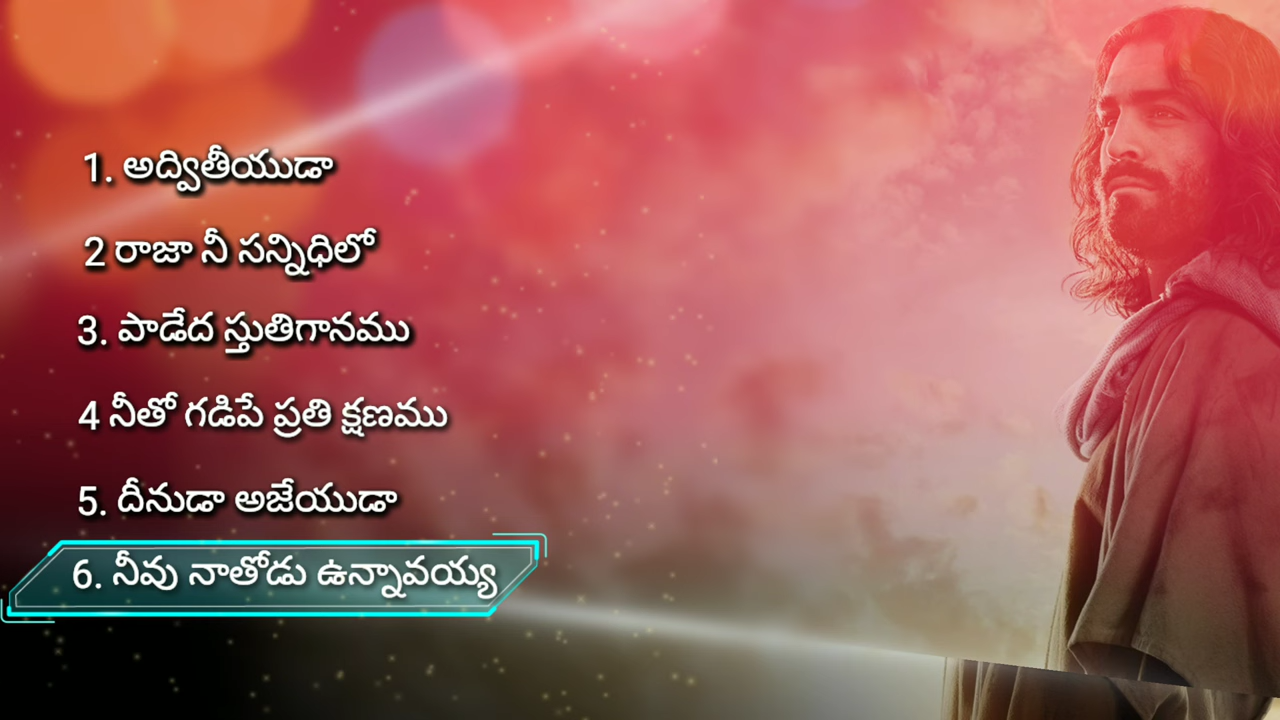 1. అద్వితీయుడా
2 రాజా నీ సన్నిధిలో
3. పాడేద స్తుతిగానము
4 నీతో గడిపే ప్రతి క్షణము
5. దీనుడా అజేయుడా
6. నీవు నాతోడు ఉన్నావయ్య